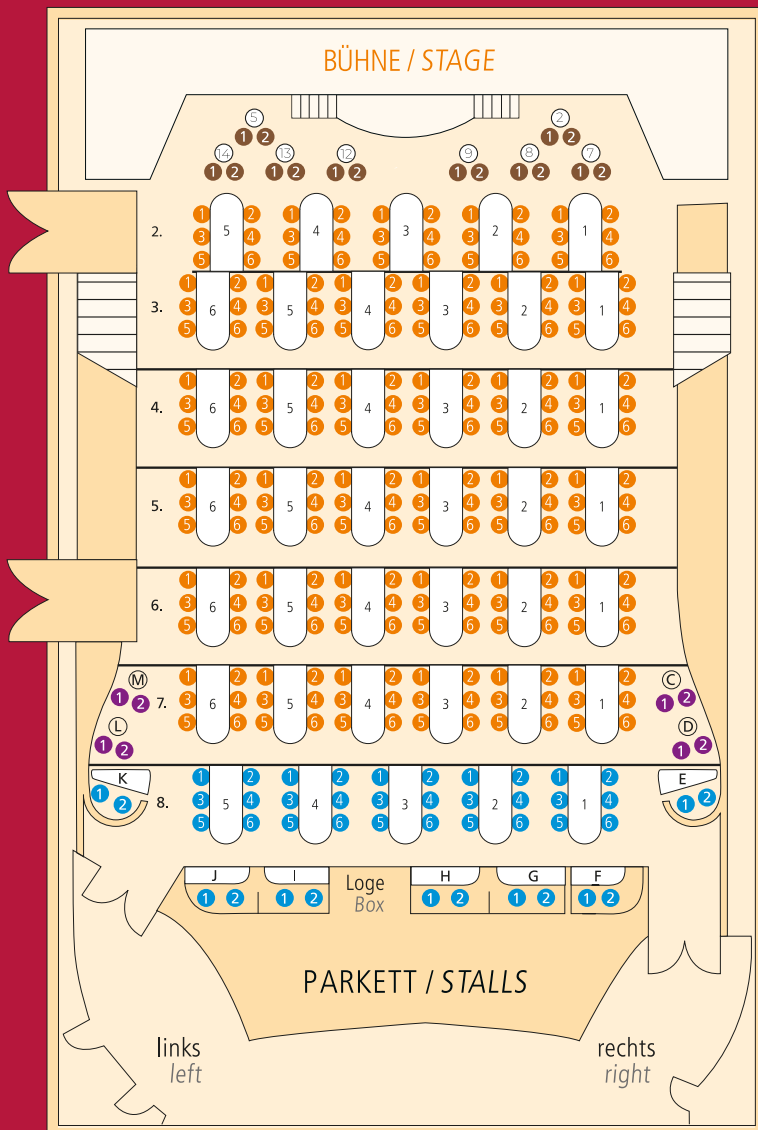 BÜHNE / STAGE
5 2
1 2 1 2
14 13 12 9 8 7
1 2 1 2 1 2 1 2 1 2 1 2
1 2 1 2 1 2 1 2 1 2
2. 3 5 4 3 4 4 3 3 4 3 2 4 3 1 4
5 6 5 6 5 6 5 6 5 6
1 2 1 2 1 2 1 2 1 2 1 2
3. 3 6 4 3 5 4 3 4 4 3 3 4 3 2 4 3 1 4
5 6 5 6 5 6 5 6 5 6 5 6
1 2 1 2 1 2 1 2 1 2 1 2
4. 3 6 4 3 5 4 3 4 4 3 3 4 3 2 4 3 1 4
5 6 5 6 5 6 5 6 5 6 5 6
1 2 1 2 1 2 1 2 1 2 1 2
5. 3 6 4 3 5 4 3 4 4 3 3 4 3 2 4 3 1 4
5 6 5 6 5 6 5 6 5 6 5 6
1 2 1 2 1 2 1 2 1 2 1 2
6. 3 6 4 3 5 4 3 4 4 3 3 4 3 2 4 3 1 4
5 6 5 6 5 6 5 6 5 6 5 6
M 1 2 1 2 1 2 1 2 1 2 1 2 C
1 2 7. 3 6 4 3 5 4 3 4 4 3 3 4 3 2 4 3 1 4 1 2
L 5 6 5 6 5 6 5 6 5 6 5 6 D
1 2 1 2
K 1 2 1 2 1 2 1 2 1 2 E
1 2 8. 3 5 4 3 4 4 3 3 4 3 2 4 3 1 4 1 2
5 6 5 6 5 6 5 6 5 6
J I H G F
1 2 1 2 1 2 1 2 1 2
Loge
Box
PARKETT / STALLS
links
left
rechts
right